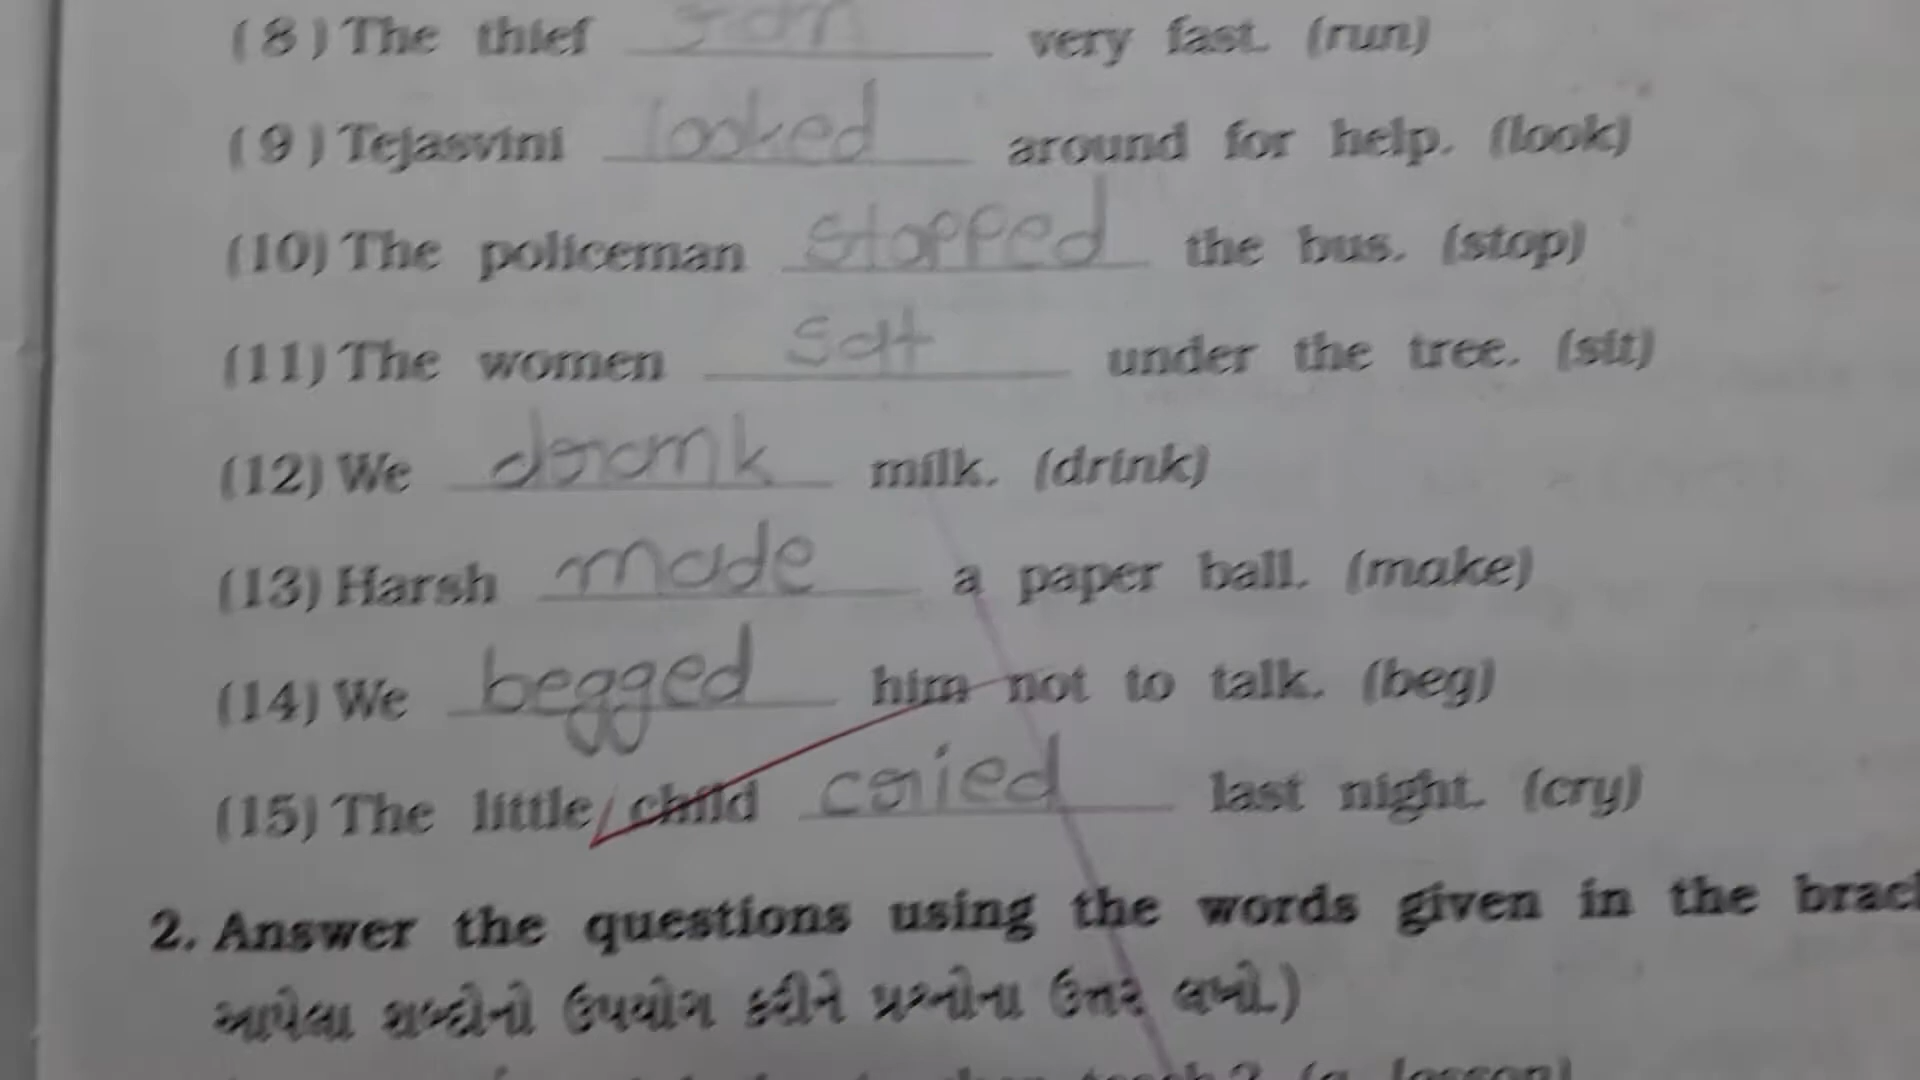 (8) The thief ran very fast. (run)
(9) Tejasvini looked around for help. (look)
(10) The policeman stopped the bus. (stop)
(11) The women sat under the tree. (sit)
(12) We drank milk. (drink)
(13) Harsh made a paper ball. (make)
(14) We begged him not to talk. (beg)
(15) The little child cried last night. (cry)
2. Answer the questions using the words given in the
આપેલા શબ્દોનો ઉપયોગ કરીને પ્રશ્નોના ઉત્તર લખો.)
(a lesson)